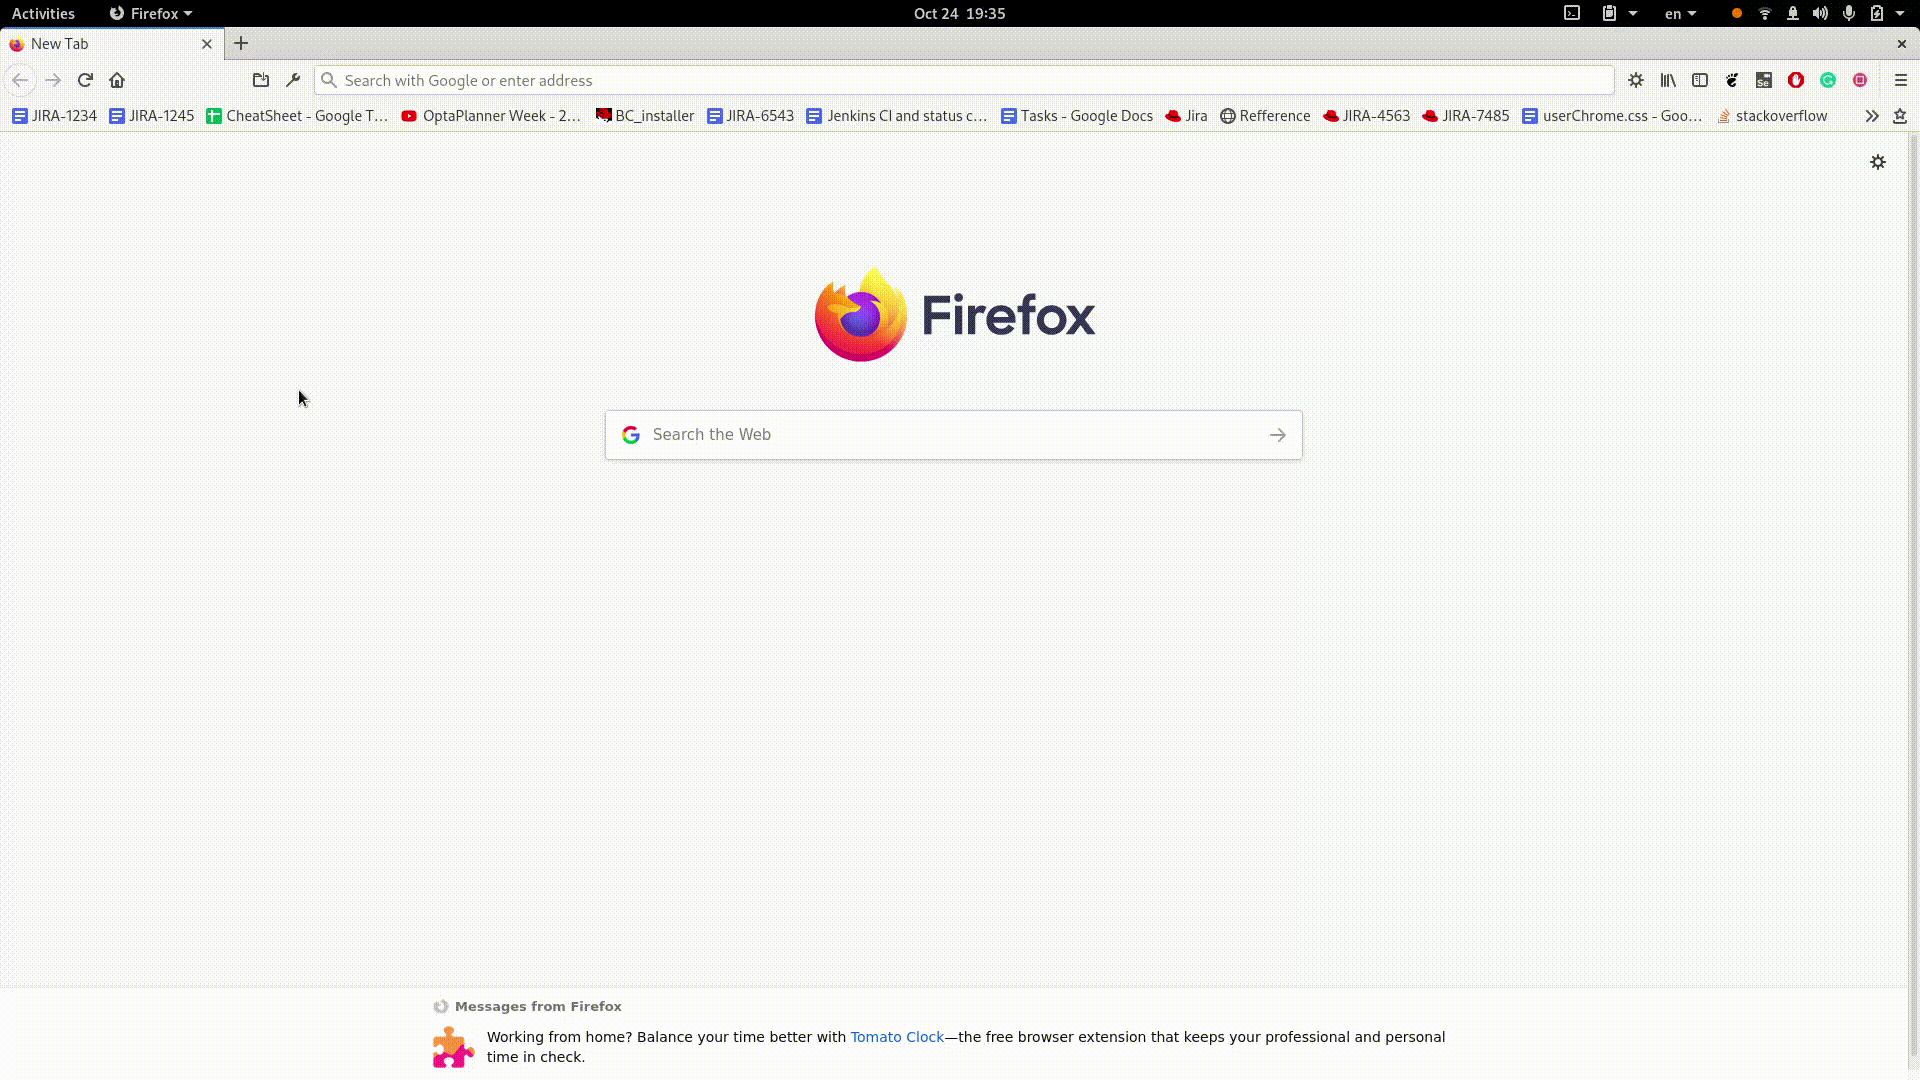 Activities Firefox Oct 24 19:35 en
New Tab
Search with Google or enter address
JIRA-1234 JIRA-1245 CheatSheet - Google T… OptaPlanner Week - 2… BC_installer JIRA-6543 Jenkins CI and status c… Tasks - Google Docs Jira Refference JIRA-4563 JIRA-7485 userChrome.css - Goo… stackoverflow
Firefox
Search the Web
Messages from Firefox
Working from home? Balance your time better with Tomato Clock—the free browser extension that keeps your professional and personal
time in check.